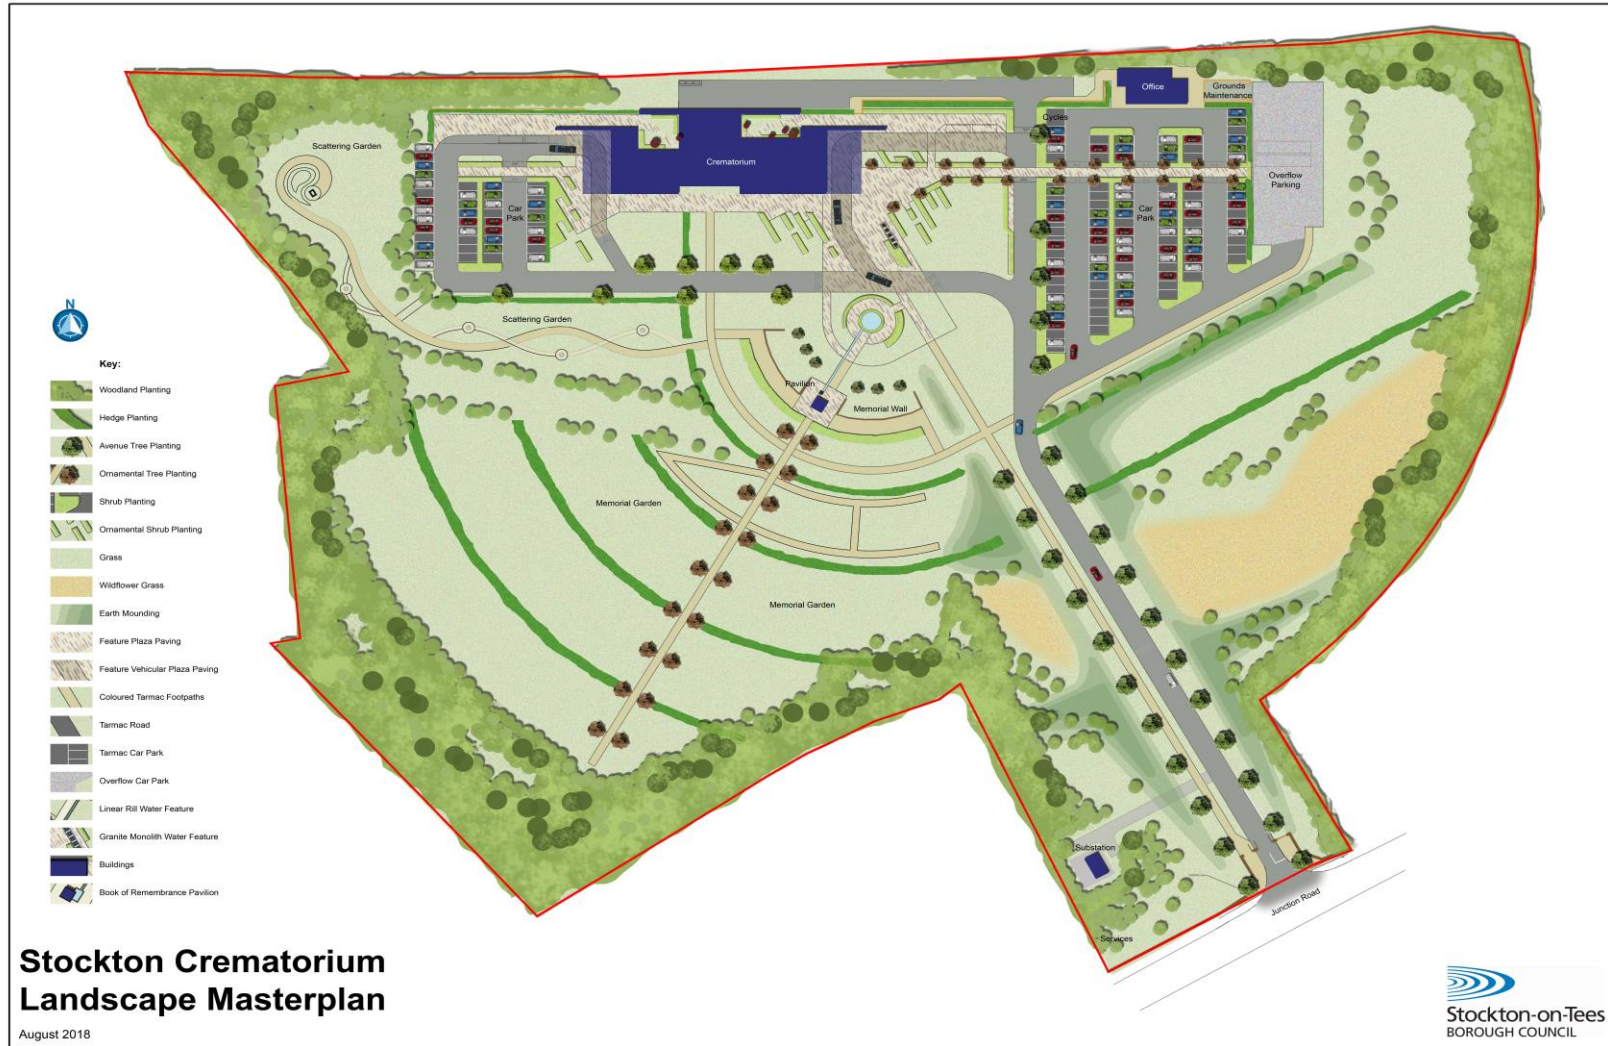 Office
Grounds
Maintenance
Cycles
Scattering Garden
Crematorium
Overflow
Parking
Car
Park
Car
Park
N
Scattering Garden
Key:
Woodland Planting
Hedge Planting
Avenue Tree Planting
Ornamental Tree Planting
Shrub Planting
Ornamental Shrub Planting
Grass
Wildflower Grass
Earth Mounding
Feature Plaza Paving
Feature Vehicular Plaza Paving
Coloured Tarmac Footpaths
Tarmac Road
Tarmac Car Park
Overflow Car Park
Linear Rill Water Feature
Granite Monolith Water Feature
Buildings
Book of Remembrance Pavilion
Pavilion
Memorial Wall
Memorial Garden
Memorial Garden
Substation
Junction Road
Services
Stockton Crematorium
Landscape Masterplan
August 2018
Stockton-on-Tees
BOROUGH COUNCIL